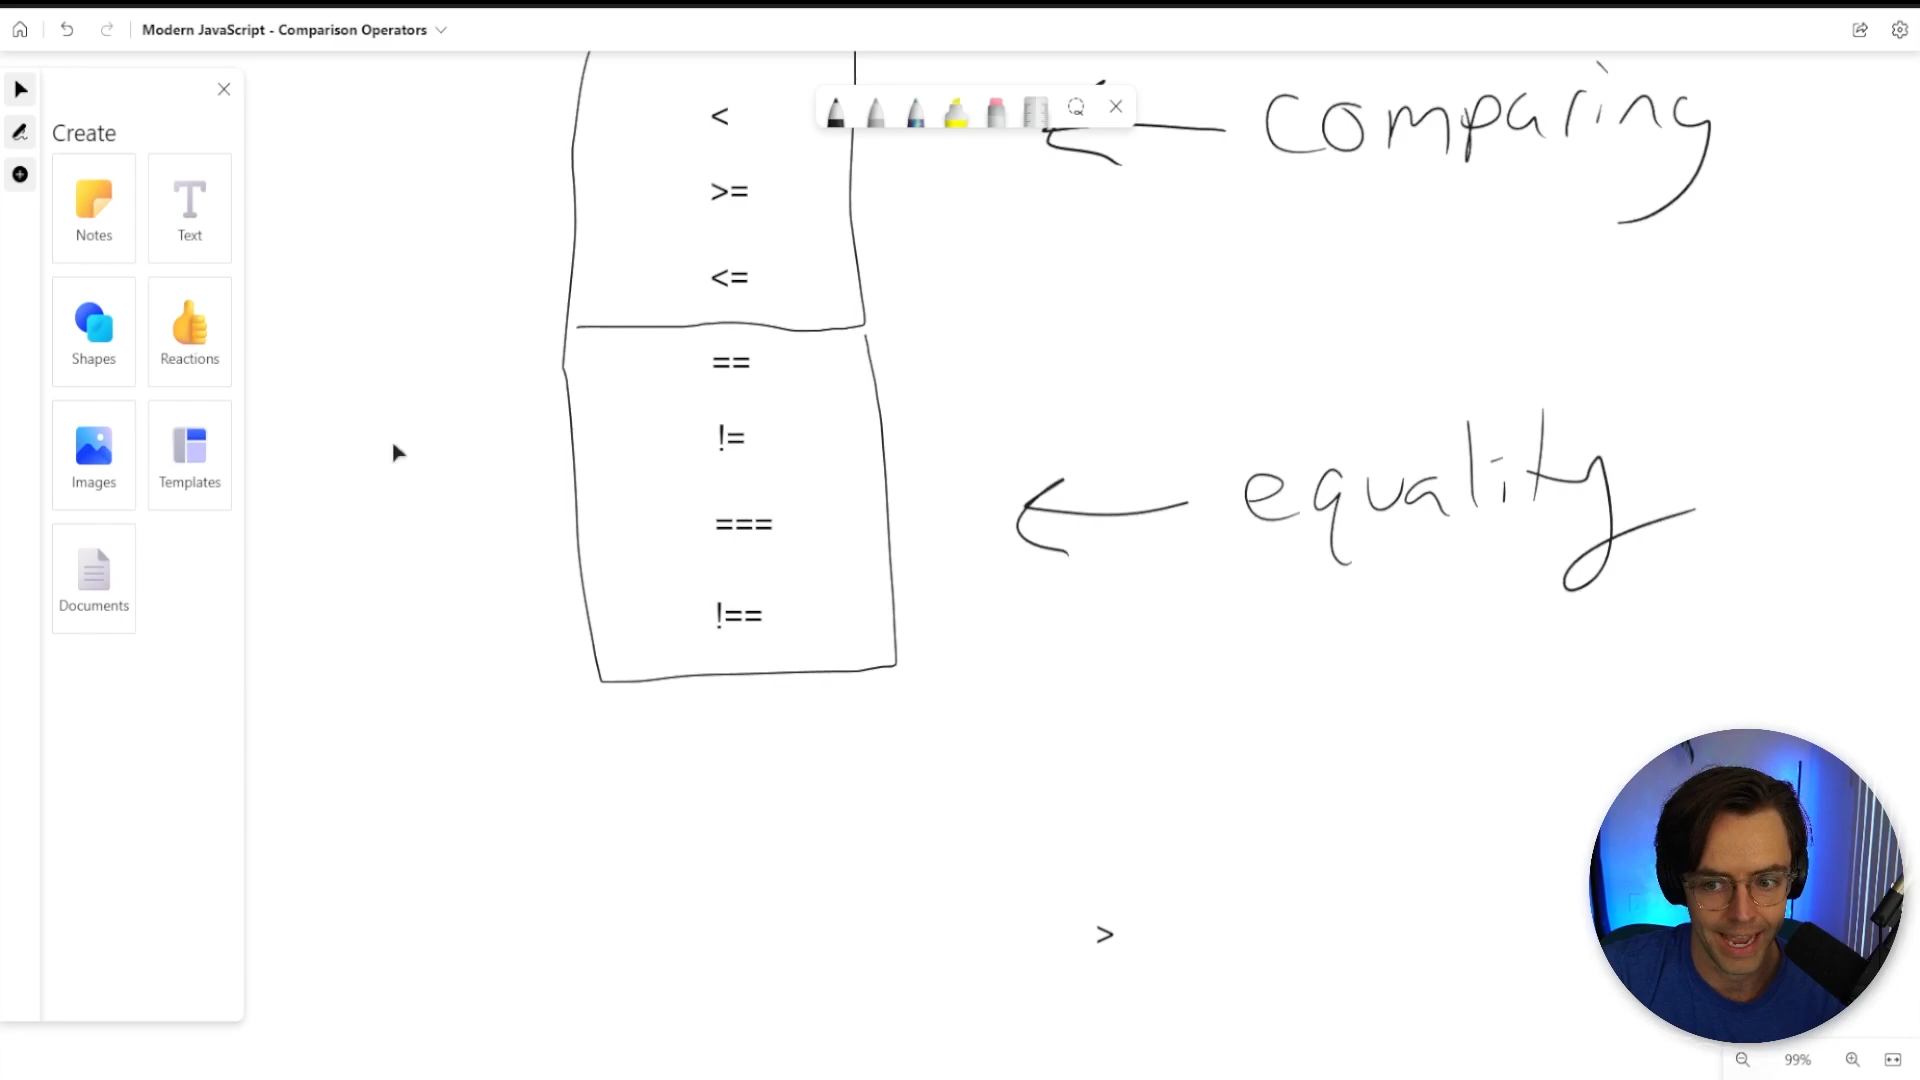 Modern JavaScript - Comparison Operators
Create
Notes
Text
Shapes
Reactions
Images
Templates
Documents
<
>=
<=
comparing
==
!=
===
!==
equality
>
99%